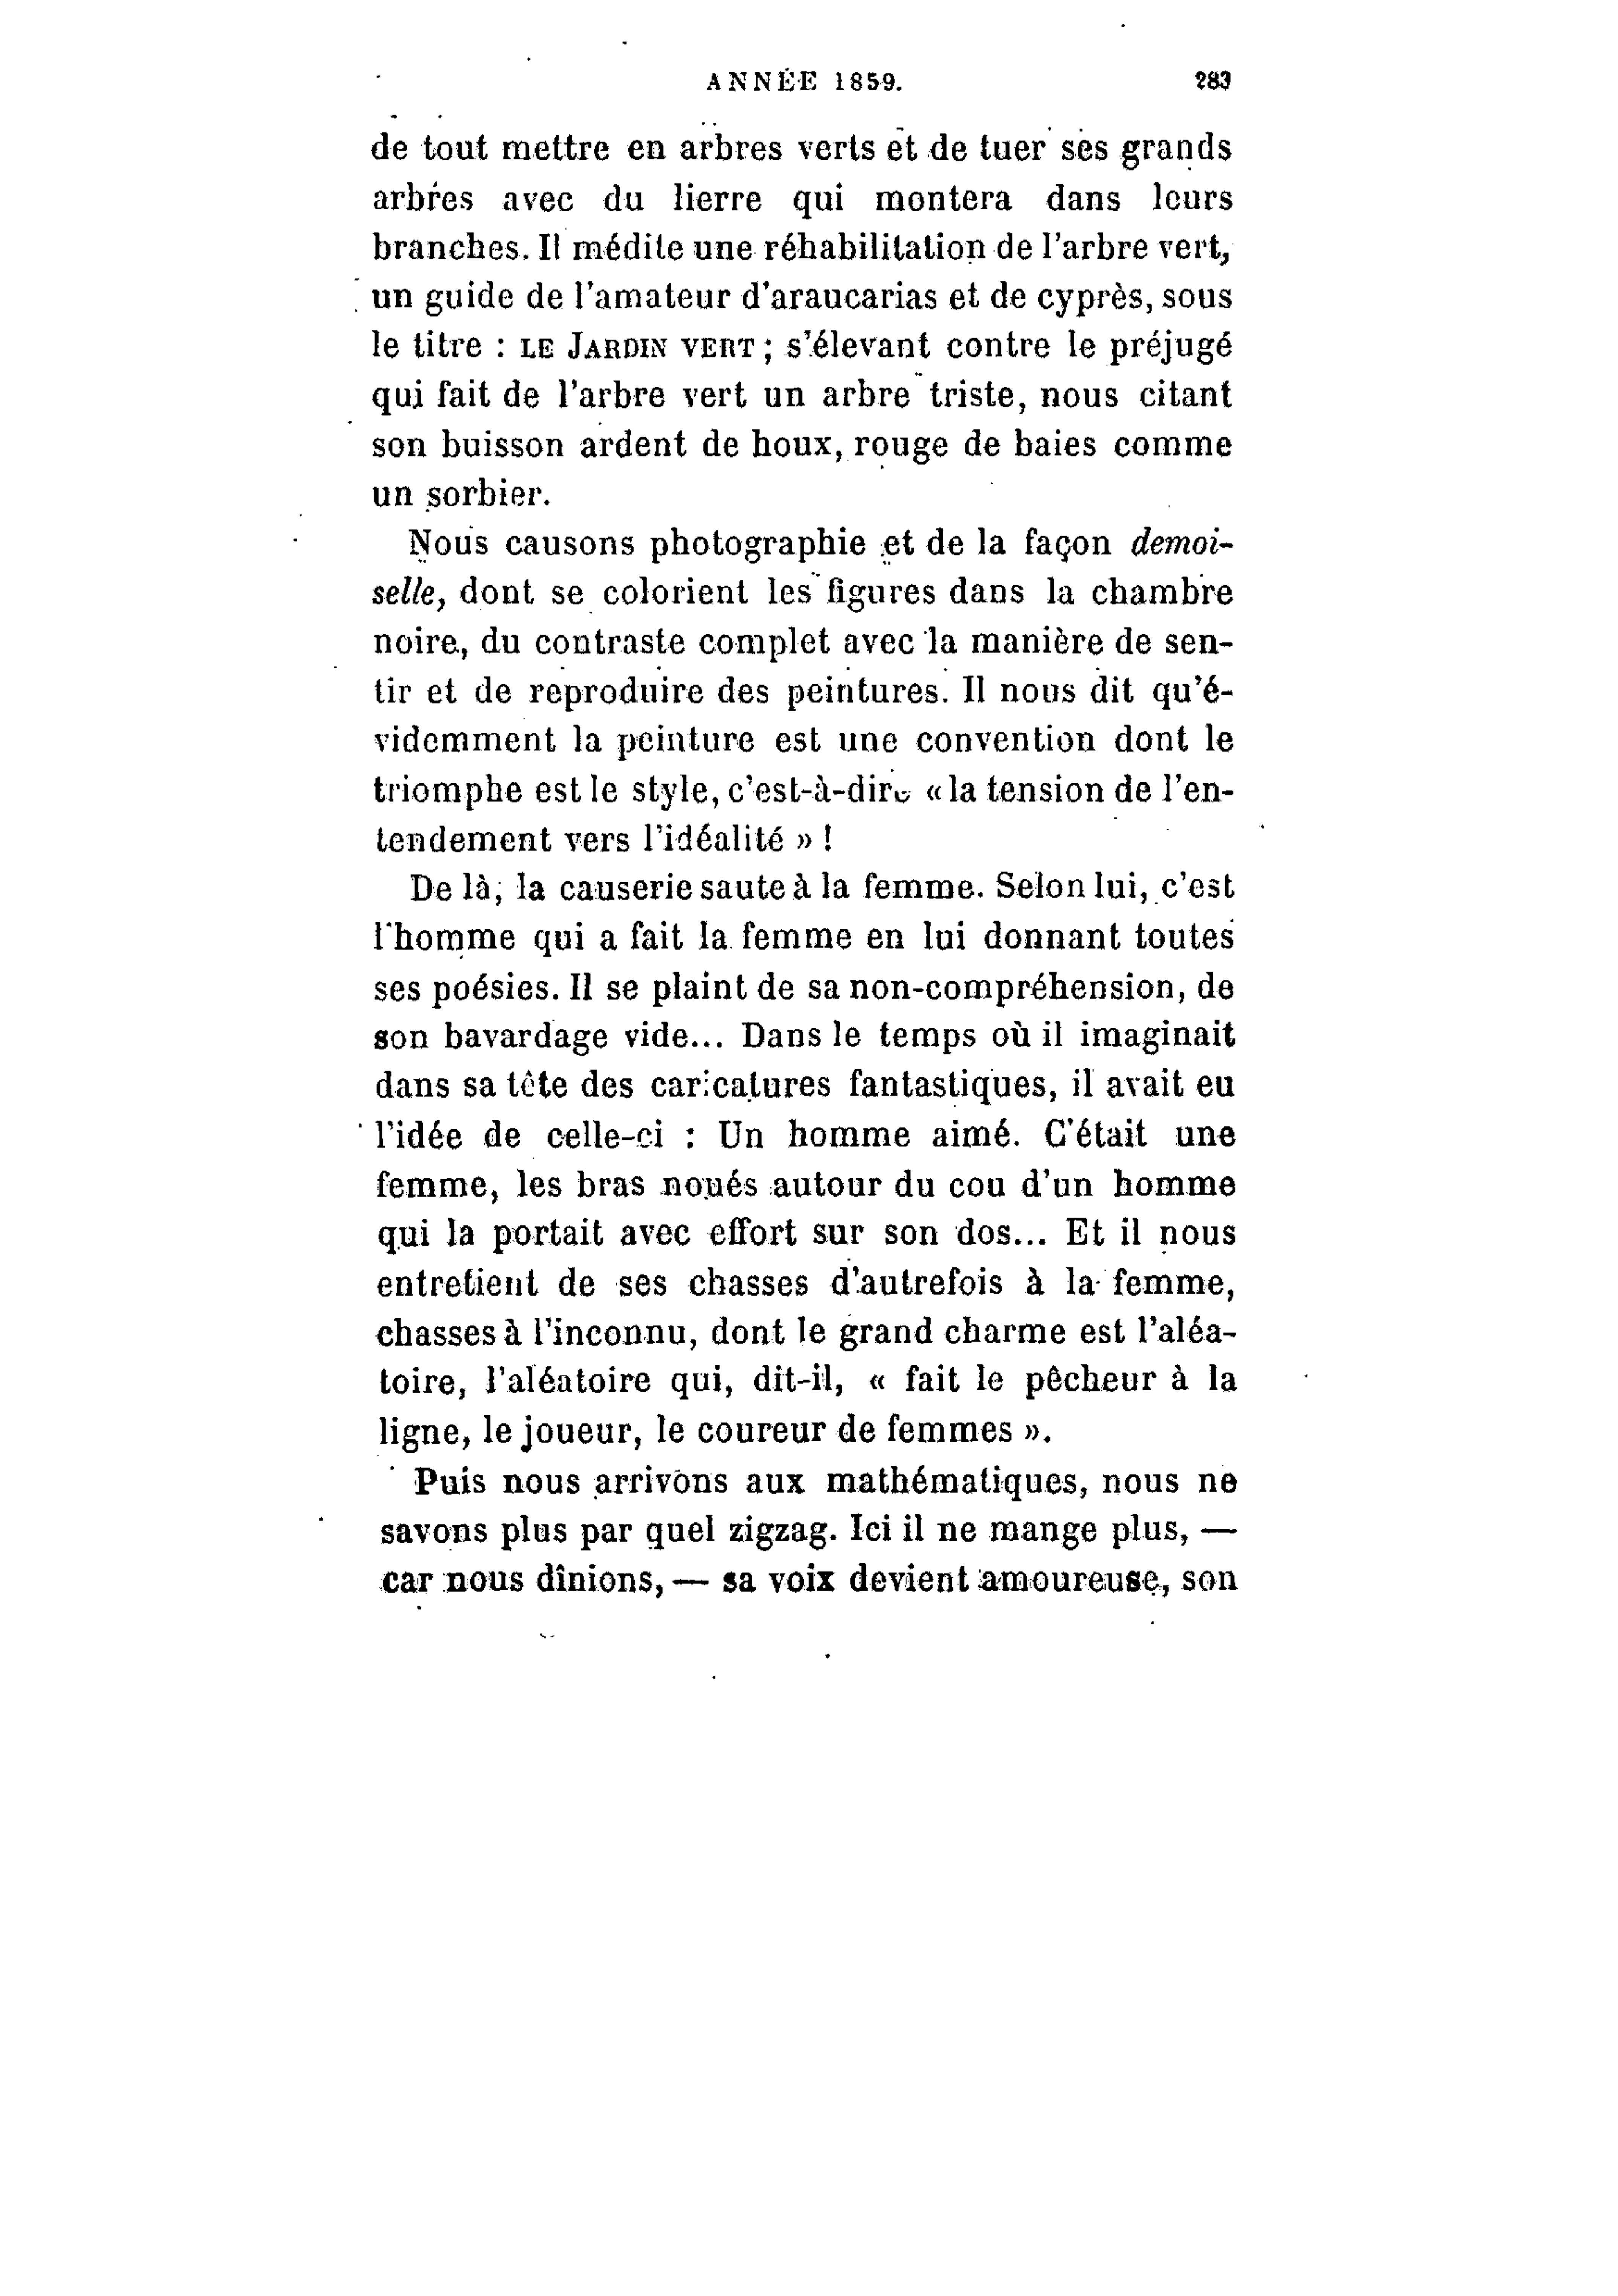 ANNÉE 1859. 283
de tout mettre en arbres verts et de tuer ses grands
arbres avec du lierre qui montera dans leurs
branches. Il médite une réhabilitation de l'arbre vert,
un guide de l'amateur d'araucarias et de cyprès, sous
le titre : LE JARDIN VERT ; s'élevant contre le préjugé
qui fait de l'arbre vert un arbre triste, nous citant
son buisson ardent de houx, rouge de baies comme
un sorbier.
Nous causons photographie et de la façon demoi-
selle, dont se colorient les figures dans la chambre
noire, du contraste complet avec la manière de sen-
tir et de reproduire des peintures. Il nous dit qu'é-
videmment la peinture est une convention dont le
triomphe est le style, c'est-à-dire « la tension de l'en-
tendement vers l'idéalité » !
De là, la causerie saute à la femme. Selon lui, c'est
l'homme qui a fait la femme en lui donnant toutes
ses poésies. Il se plaint de sa non-compréhension, de
son bavardage vide... Dans le temps où il imaginait
dans sa tête des caricatures fantastiques, il avait eu
l'idée de celle-ci : Un homme aimé. C'était une
femme, les bras noués autour du cou d'un homme
qui la portait avec effort sur son dos... Et il nous
entretient de ses chasses d'autrefois à la femme,
chasses à l'inconnu, dont le grand charme est l'aléa-
toire, l'aléatoire qui, dit-il, « fait le pêcheur à la
ligne, le joueur, le coureur de femmes ».
Puis nous arrivons aux mathématiques, nous ne
savons plus par quel zigzag. Ici il ne mange plus, —
car nous dînions, — sa voix devient amoureuse, son